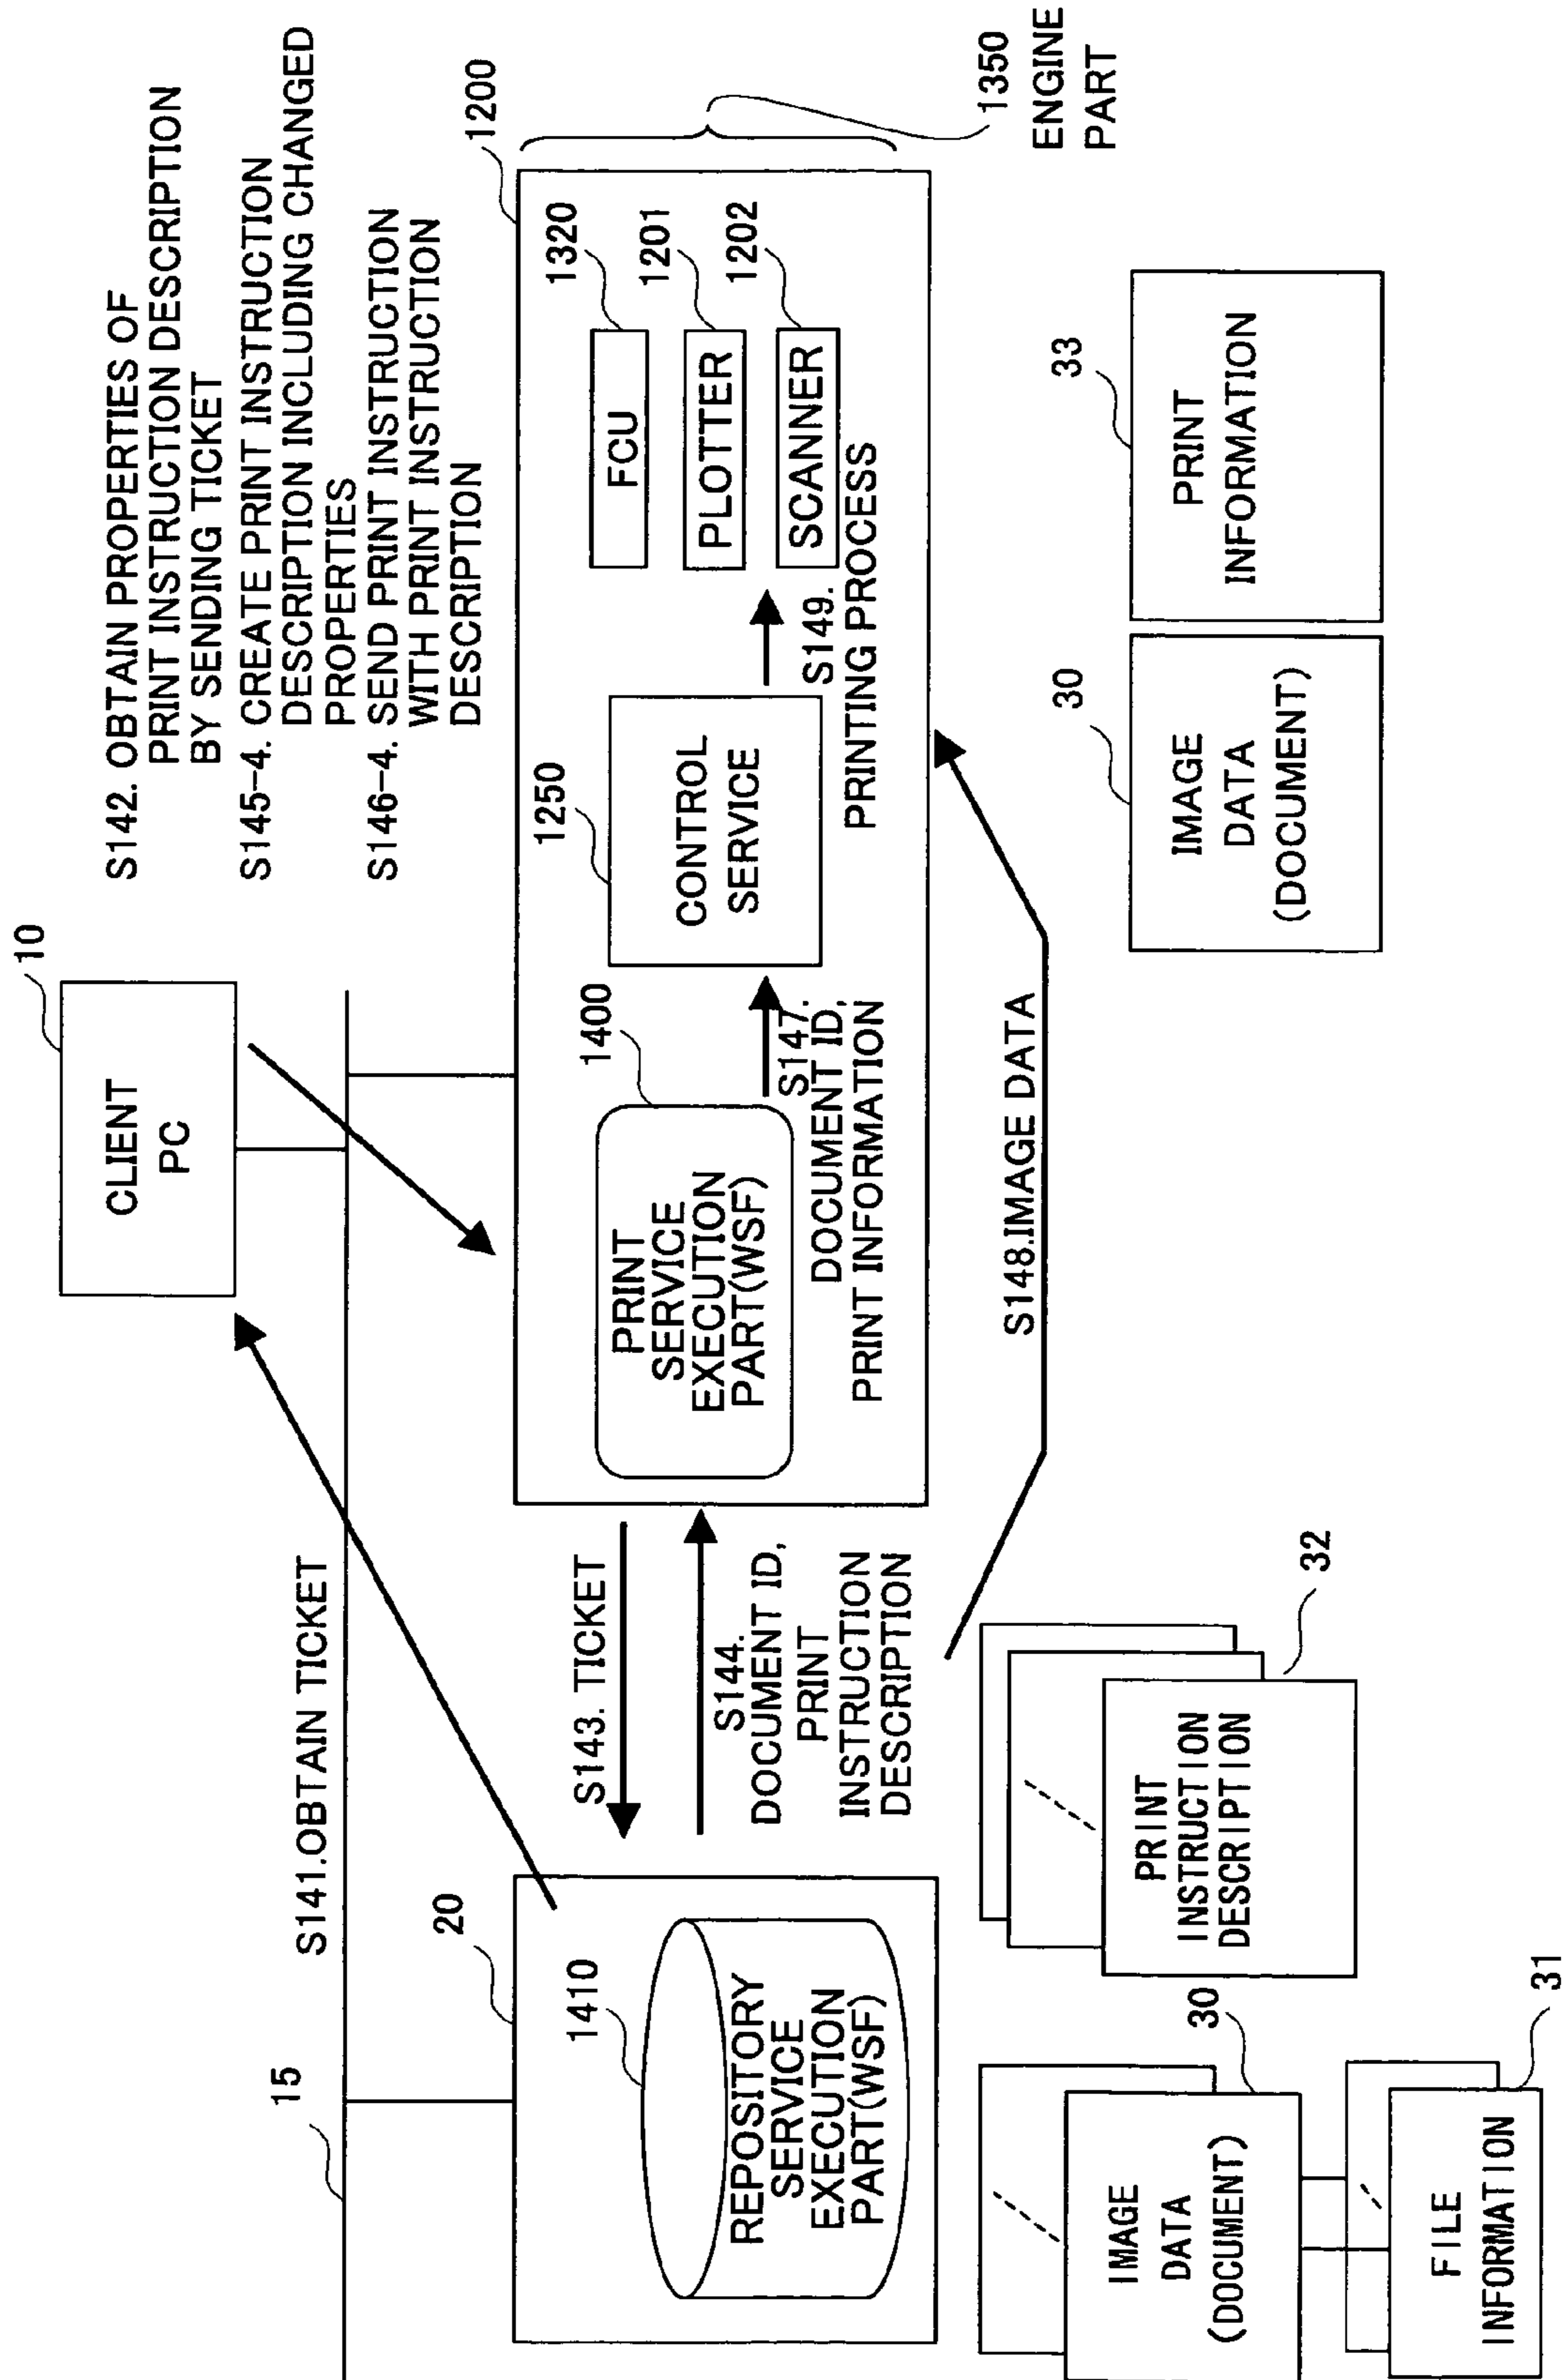 10
CLIENT
PC
S142. OBTAIN PROPERTIES OF
PRINT INSTRUCTION DESCRIPTION
BY SENDING TICKET
S145-4. CREATE PRINT INSTRUCTION
DESCRIPTION INCLUDING CHANGED
PROPERTIES
S146-4. SEND PRINT INSTRUCTION
WITH PRINT INSTRUCTION
DESCRIPTION
15
S141.OBTAIN TICKET
20
1410
REPOSITORY
SERVICE
EXECUTION
PART(WSF)
S143. TICKET
S144.
DOCUMENT ID,
PRINT
INSTRUCTION
DESCRIPTION
1200
1400
PRINT
SERVICE
EXECUTION
PART(WSF)
S147.
DOCUMENT ID,
PRINT INFORMATION
1250
CONTROL
SERVICE
S149.
PRINTING PROCESS
1320
FCU
1201
PLOTTER
1202
SCANNER
1350
ENGINE
PART
S148.IMAGE DATA
30
IMAGE
DATA
(DOCUMENT)
31
FILE
INFORMATION
32
PRINT
INSTRUCTION
DESCRIPTION
30
IMAGE
DATA
(DOCUMENT)
33
PRINT
INFORMATION